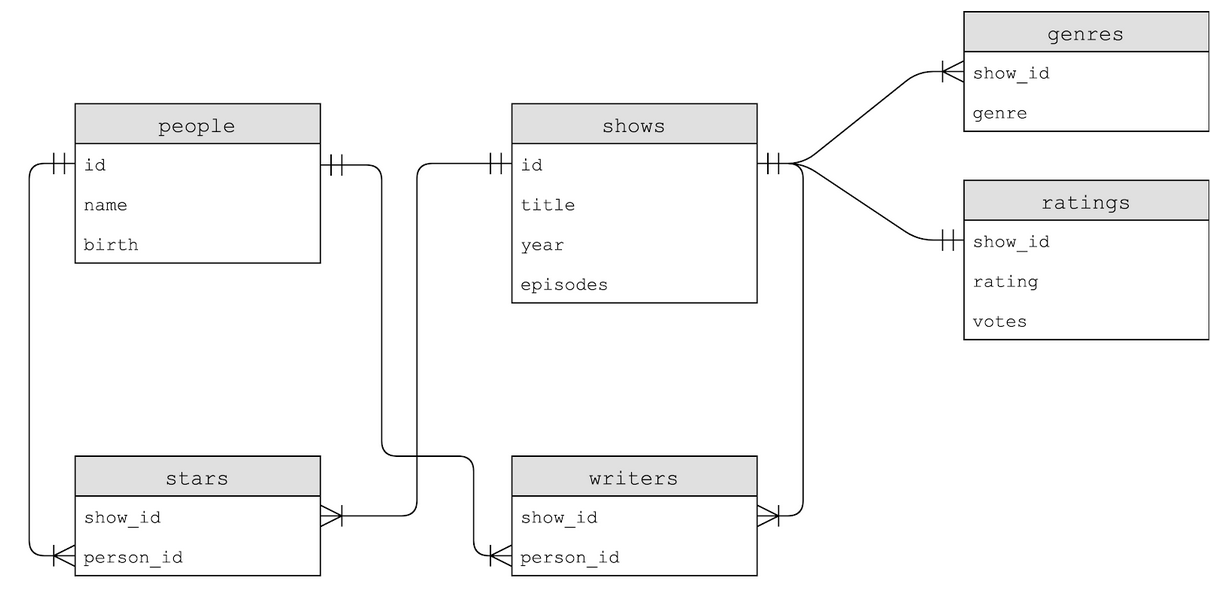 people
id
name
birth
shows
id
title
year
episodes
genres
show_id
genre
ratings
show_id
rating
votes
stars
show_id
person_id
writers
show_id
person_id